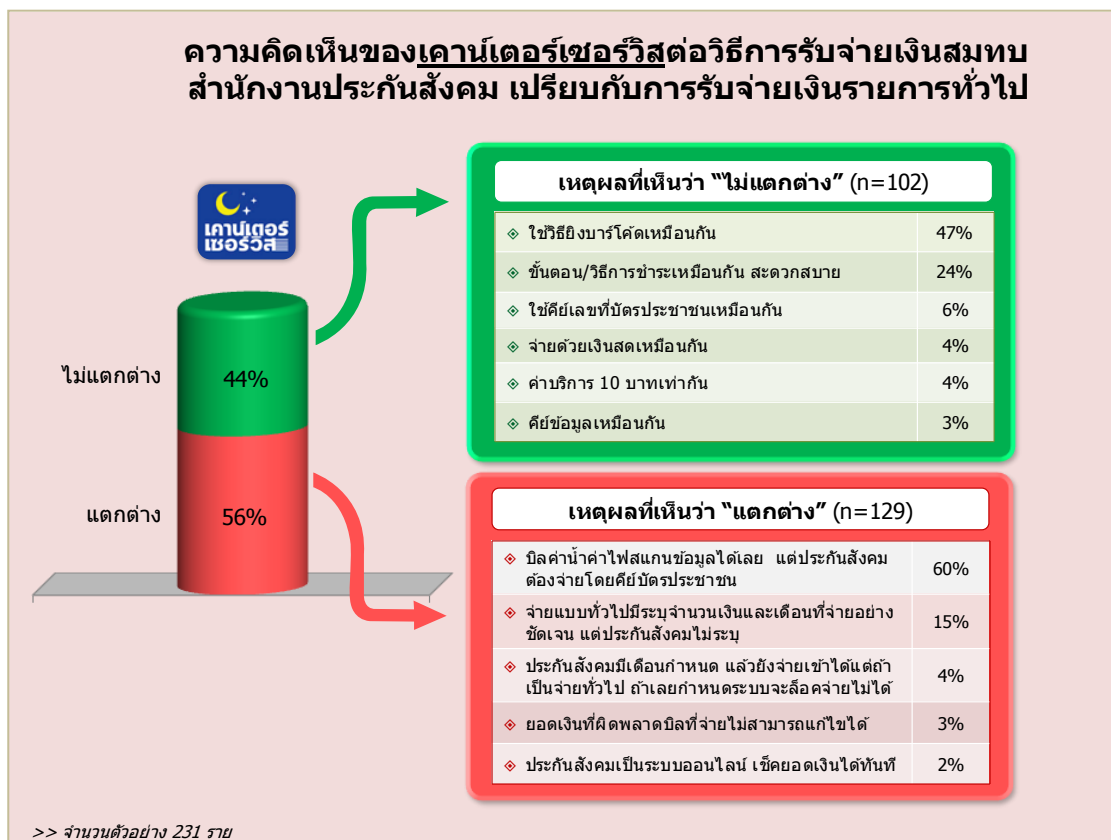 ความคิดเห็นของเคาน์เตอร์เซอร์วิสต่อวิธีการรับจ่ายเงินสมทบ
สำนักงานประกันสังคม เปรียบกับการรับจ่ายเงินรายการทั่วไป
เคาน์เตอร์
เซอร์วิส
ไม่แตกต่าง 44%
แตกต่าง 56%
เหตุผลที่เห็นว่า “ไม่แตกต่าง” (n=102)
ใช้วิธียิงบาร์โค้ดเหมือนกัน 47%
ขั้นตอน/วิธีการชำระเหมือนกัน สะดวกสบาย 24%
ใช้คีย์เลขที่บัตรประชาชนเหมือนกัน 6%
จ่ายด้วยเงินสดเหมือนกัน 4%
ค่าบริการ 10 บาทเท่ากัน 4%
คีย์ข้อมูลเหมือนกัน 3%
เหตุผลที่เห็นว่า “แตกต่าง” (n=129)
บิลค่าน้ำค่าไฟสแกนข้อมูลได้เลย แต่ประกันสังคม
ต้องจ่ายโดยคีย์บัตรประชาชน 60%
จ่ายแบบทั่วไปมีระบุจำนวนเงินและเดือนที่จ่ายอย่าง
ชัดเจน แต่ประกันสังคมไม่ระบุ 15%
ประกันสังคมมีเดือนกำหนด แล้วยังจ่ายเข้าได้แต่ถ้า
เป็นจ่ายทั่วไป ถ้าเลยกำหนดระบบจะล็อคจ่ายไม่ได้ 4%
ยอดเงินที่ผิดพลาดบิลที่จ่ายไม่สามารถแก้ไขได้ 3%
ประกันสังคมเป็นระบบออนไลน์ เช็คยอดเงินได้ทันที 2%
>> จำนวนตัวอย่าง 231 ราย